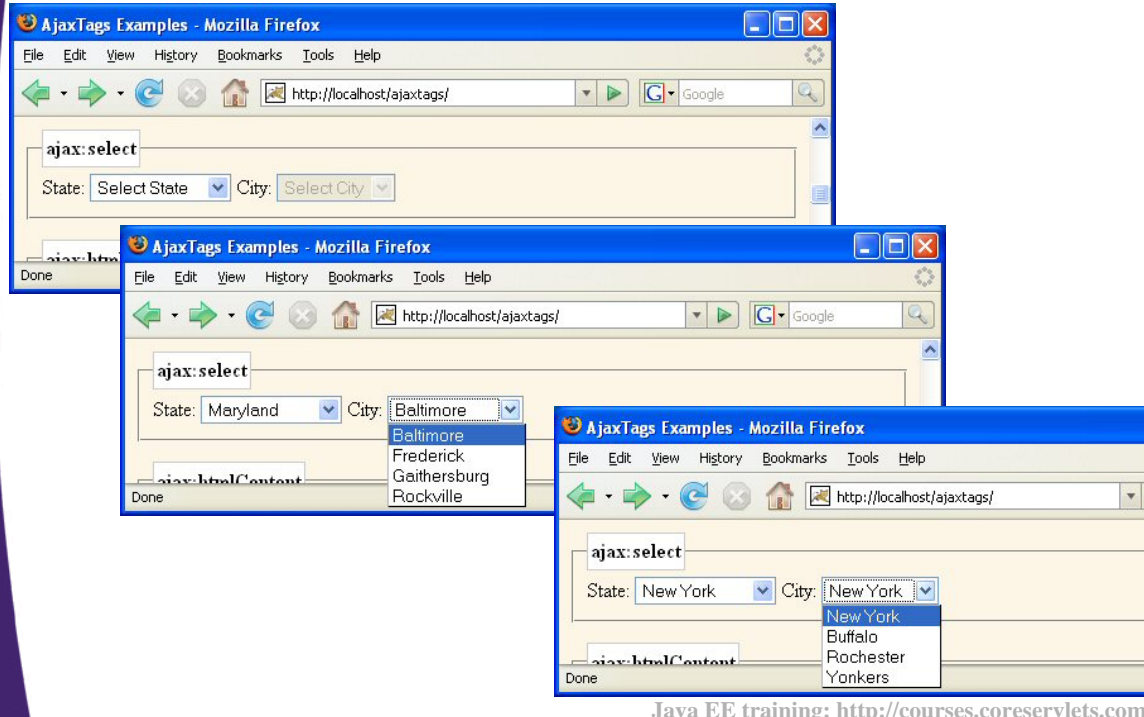 AjaxTags Examples - Mozilla Firefox
File Edit View History Bookmarks Tools Help
http://localhost/ajaxtags/
G Google
ajax:select
State: Select State City: Select City
Done
AjaxTags Examples - Mozilla Firefox
File Edit View History Bookmarks Tools Help
http://localhost/ajaxtags/
G Google
ajax:select
State: Maryland City: Baltimore
Baltimore
Frederick
Gaithersburg
Rockville
ajax:htmlContent
Done
AjaxTags Examples - Mozilla Firefox
File Edit View History Bookmarks Tools Help
http://localhost/ajaxtags/
ajax:select
State: New York City: New York
New York
Buffalo
Rochester
Yonkers
ajax:htmlContent
Done
Java EE training: http://courses.coreservlets.com